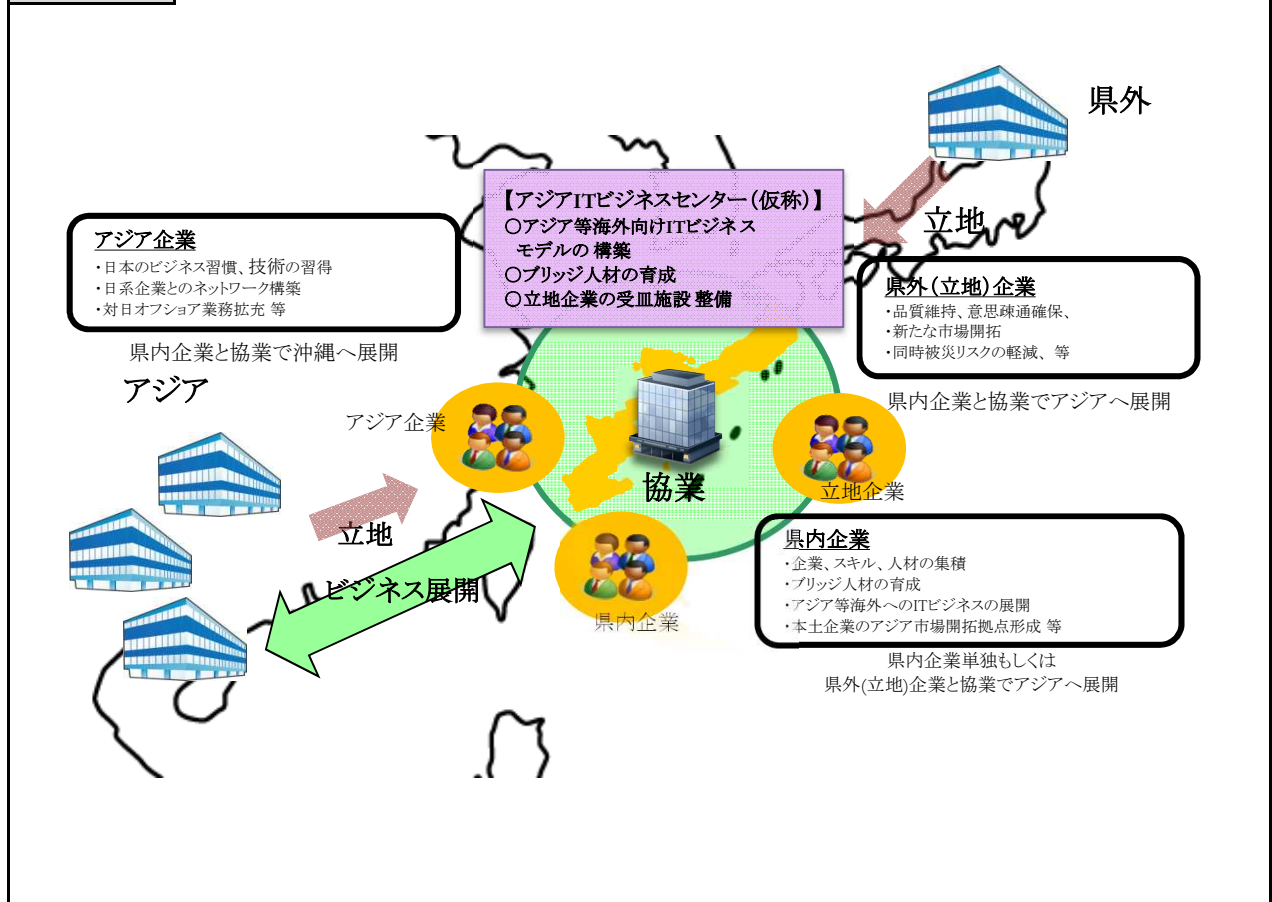 県外
【アジアITビジネスセンター(仮称)】
○アジア等海外向けITビジネス
モデルの 構築
○ブリッジ人材の育成
○立地企業の受皿施設 整備
立地
アジア企業
・日本のビジネス習慣、技術の習得
・日系企業とのネットワーク構築
・対日オフショア業務拡充 等
県内企業と協業で沖縄へ展開
アジア
県外(立地)企業
・品質維持、意思疎通確保、
・新たな市場開拓
・同時被災リスクの軽減、 等
県内企業と協業でアジアへ展開
アジア企業
協業
立地企業
立地
ビジネス展開
県内企業
県内企業
・企業、スキル、人材の集積
・ブリッジ人材の育成
・アジア等海外へのITビジネスの展開
・本土企業のアジア市場開拓拠点形成 等
県内企業単独もしくは
県外(立地)企業と協業でアジアへ展開